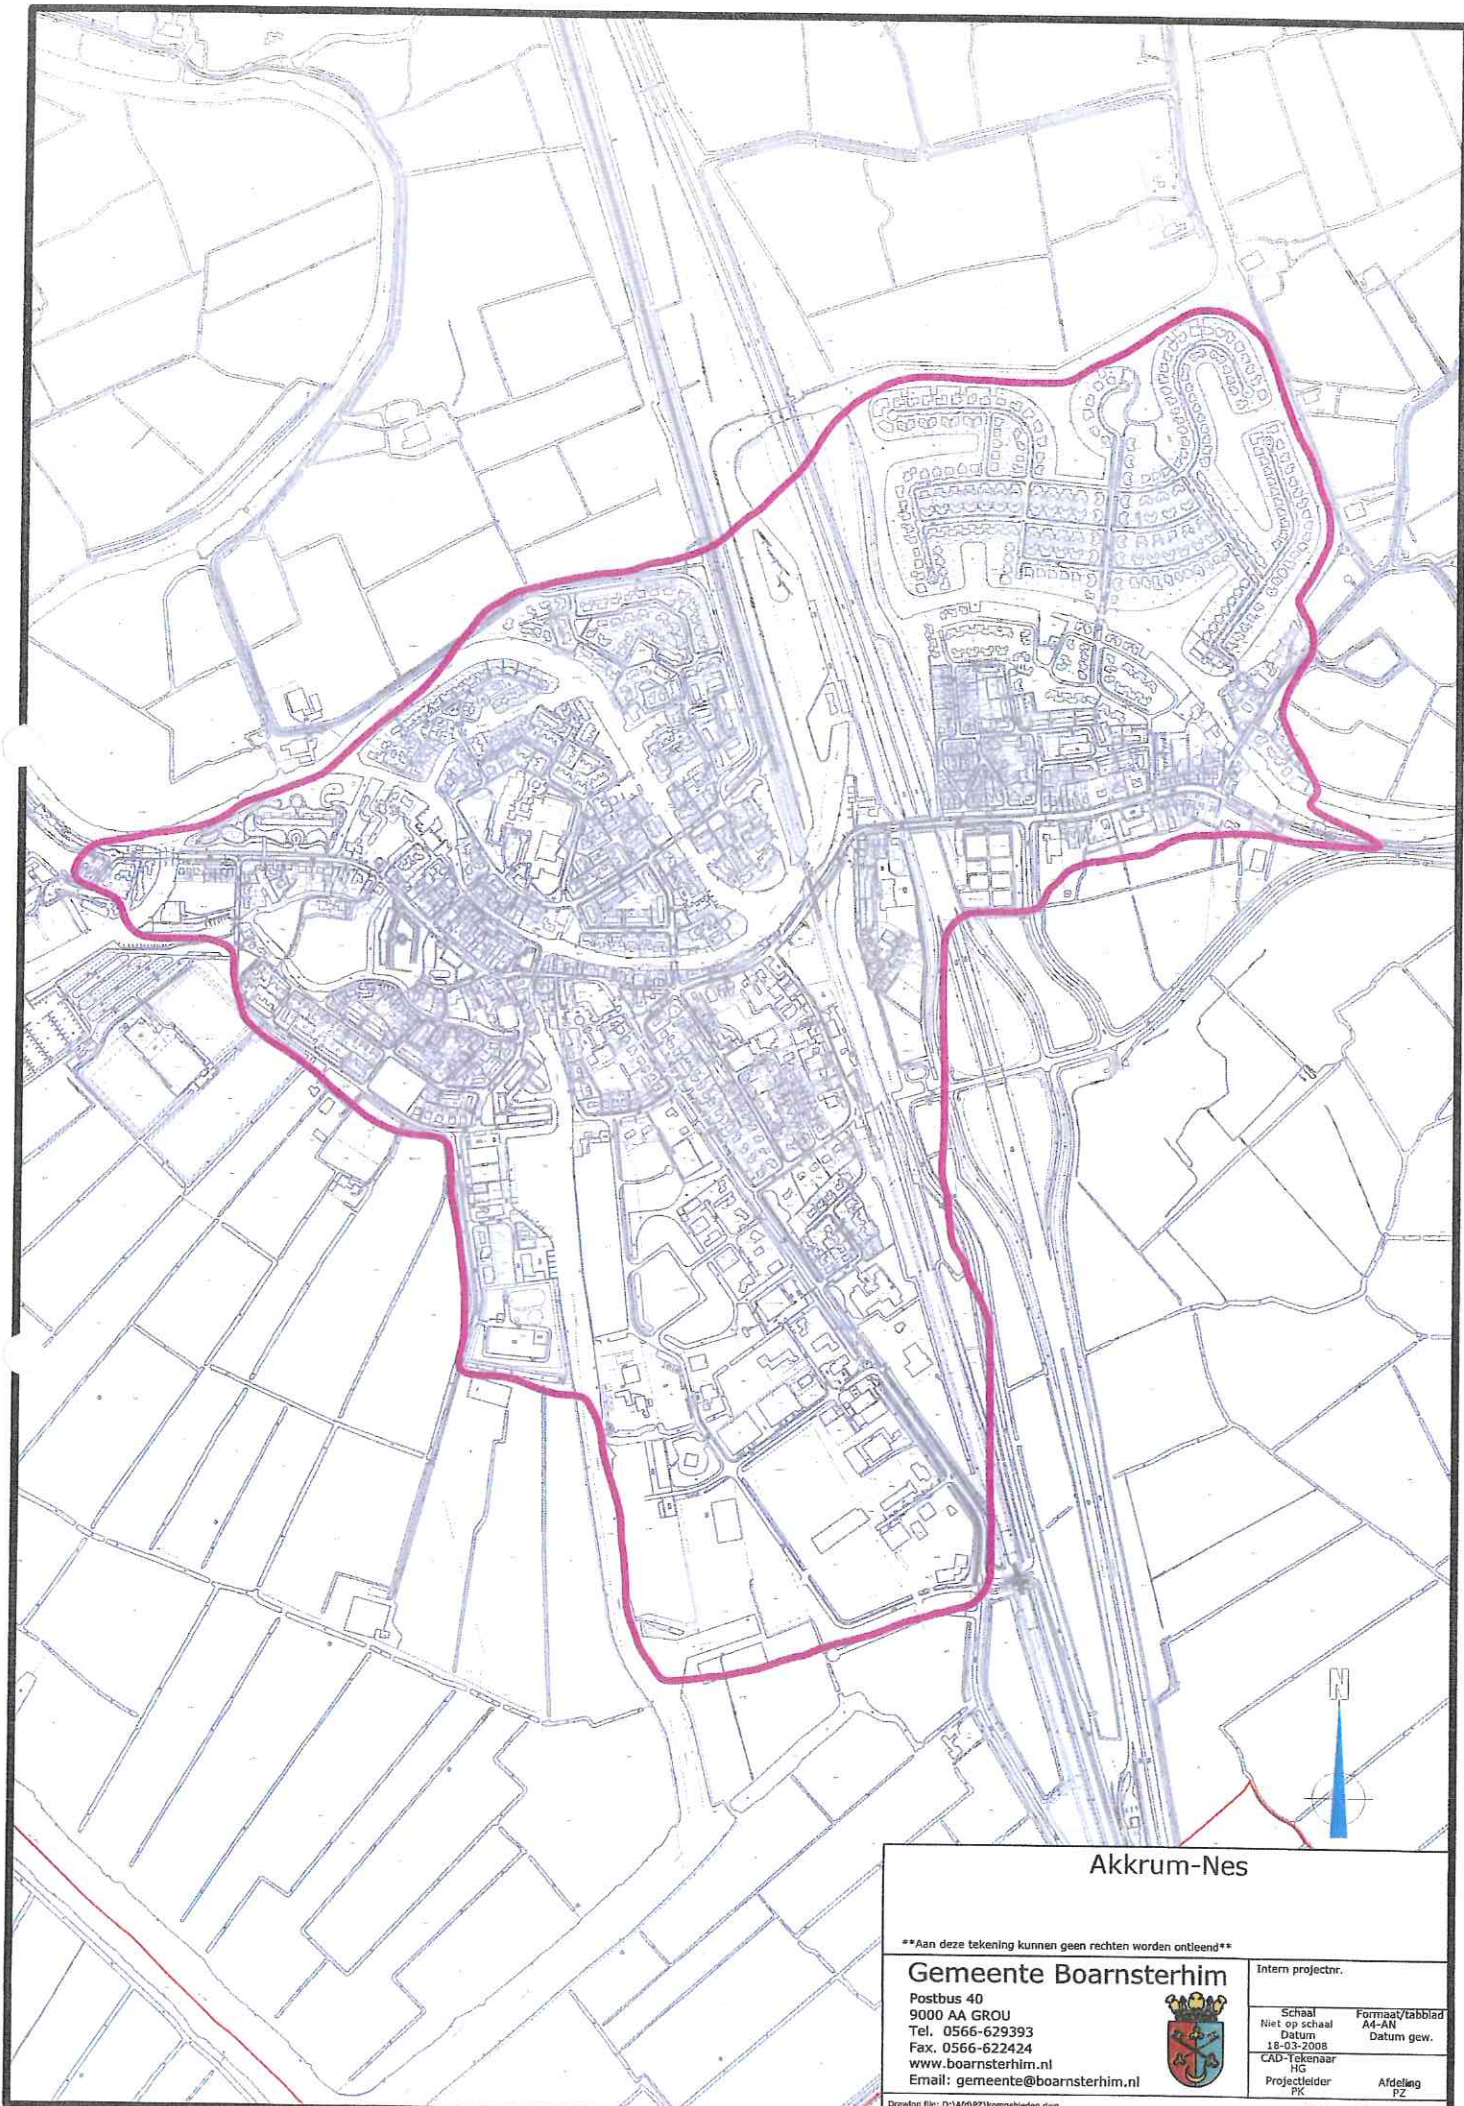 N
Akkrum-Nes
**Aan deze tekening kunnen geen rechten worden ontleend**
Gemeente Boarnsterhim
Postbus 40
9000 AA GROU
Tel. 0566-629393
Fax. 0566-622424
www.boarnsterhim.nl
Email: gemeente@boarnsterhim.nl
Intern projectnr.
Schaal
Niet op schaal
Formaat/tabblad
A4-AN
Datum
18-03-2008
Datum gew.
CAD-Tekenaar
HG
Projectleider
PK
Afdeling
PZ
Drawing file: